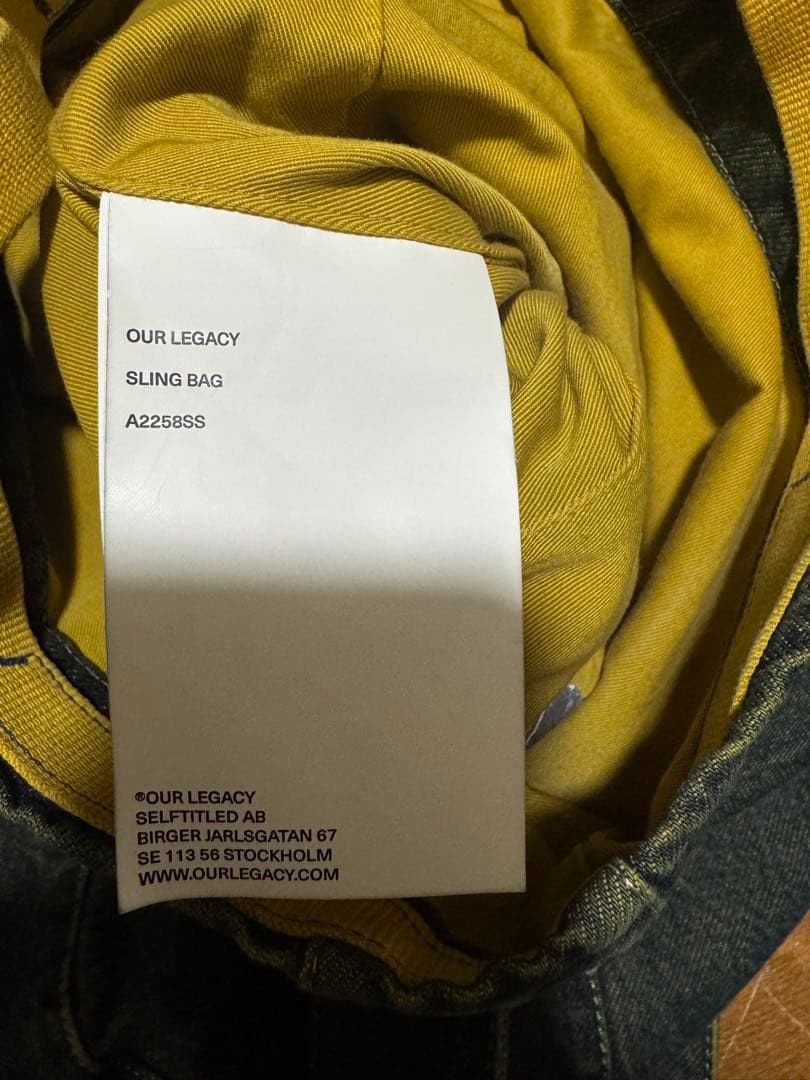 OUR LEGACY
SLING BAG
A2258SS
®OUR LEGACY
SELFTITLED AB
BIRGER JARLSGATAN 67
SE 113 56 STOCKHOLM
WWW.OURLEGACY.COM